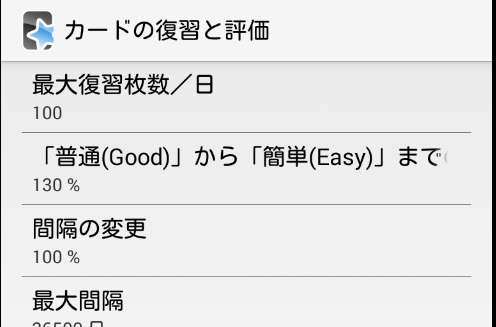 カードの復習と評価
最大復習枚数／日
100
「普通(Good)」から「簡単(Easy)」まで
130 %
間隔の変更
100 %
最大間隔
36500 日